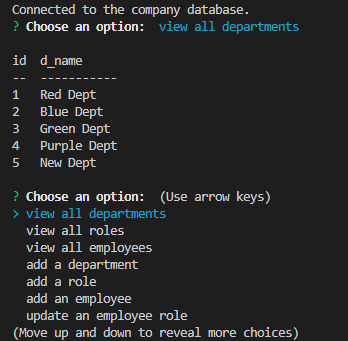 Connected to the company database.
? Choose an option:  view all departments
id  d_name
--  -----------
1   Red Dept
2   Blue Dept
3   Green Dept
4   Purple Dept
5   New Dept
? Choose an option:  (Use arrow keys)
> view all departments
  view all roles
  view all employees
  add a department
  add a role
  add an employee
  update an employee role
(Move up and down to reveal more choices)